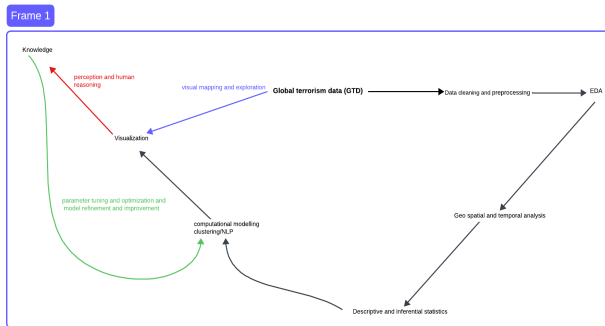 Frame 1
Knowledge
perception and human
reasoning
visual mapping and exploration
Global terrorism data (GTD)
Data cleaning and preprocessing
EDA
Visualization
parameter tuning and optimization and
model refinement and improvement
Geo spatial and temporal analysis
computational modelling
clustering/NLP
Descriptive and inferential statistics